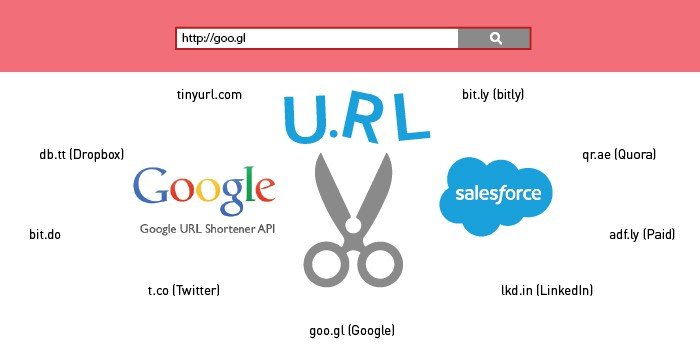 http://goo.gl
tinyurl.com
bit.ly (bitly)
U.RL
db.tt (Dropbox)
qr.ae (Quora)
Google
salesforce
Google URL Shortener API
bit.do
adf.ly (Paid)
t.co (Twitter)
lkd.in (LinkedIn)
goo.gl (Google)